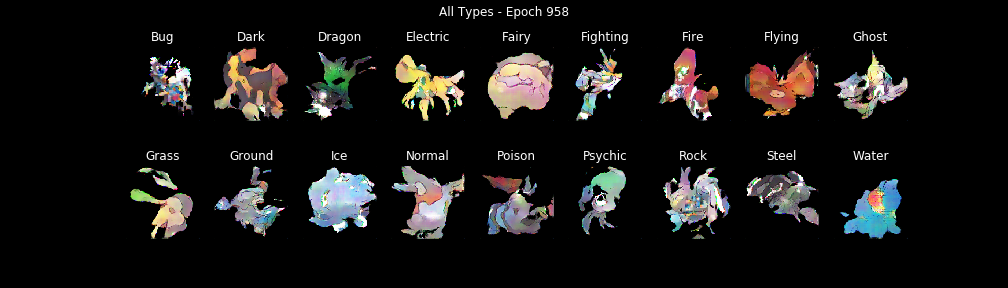 All Types - Epoch 958
Bug Dark Dragon Electric Fairy Fighting Fire Flying Ghost
Grass Ground Ice Normal Poison Psychic Rock Steel Water